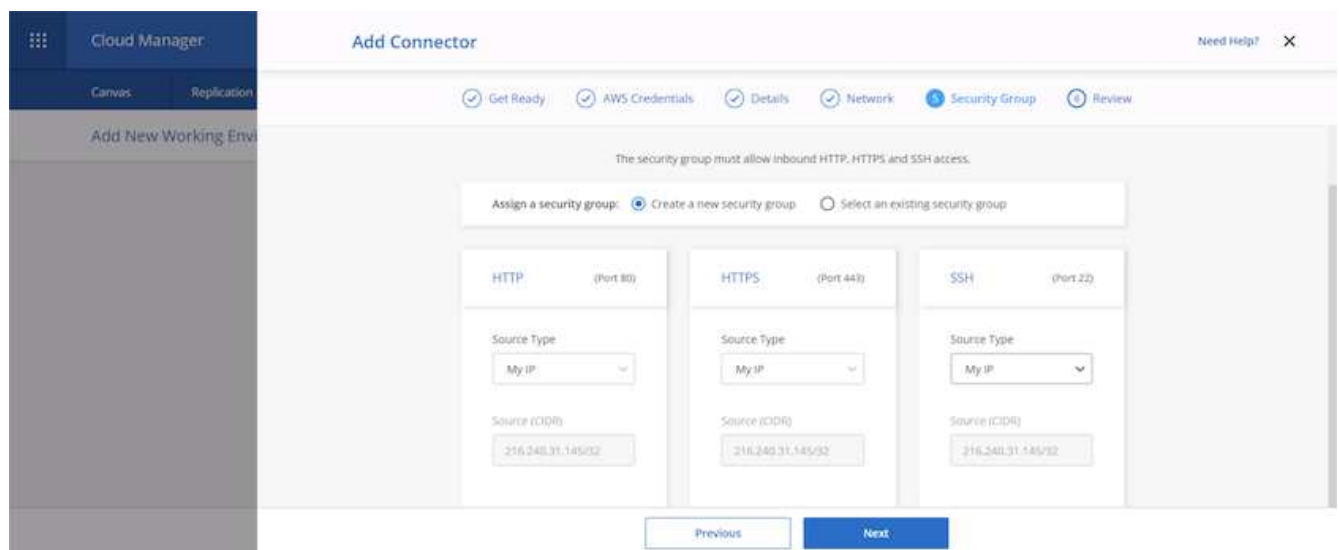 Cloud Manager
Add Connector
Need Help?
Canvas
Replication
Get Ready
AWS Credentials
Details
Network
5
Security Group
6
Review
Add New Working Envi
The security group must allow inbound HTTP, HTTPS and SSH access.
Assign a security group:
Create a new security group
Select an existing security group
HTTP (Port 80)
HTTPS (Port 443)
SSH (Port 22)
Source Type
Source Type
Source Type
My IP
My IP
My IP
Source (CIDR)
Source (CIDR)
Source (CIDR)
216.240.31.145/32
216.240.31.145/32
216.240.31.145/32
Previous
Next